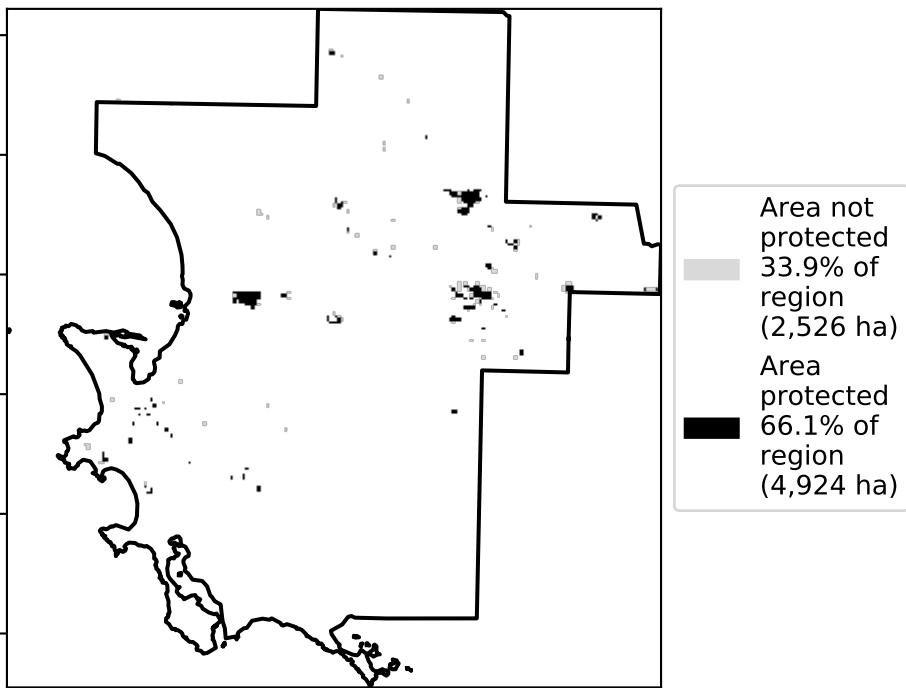 Area not
protected
33.9% of
region
(2,526 ha)
Area
protected
66.1% of
region
(4,924 ha)